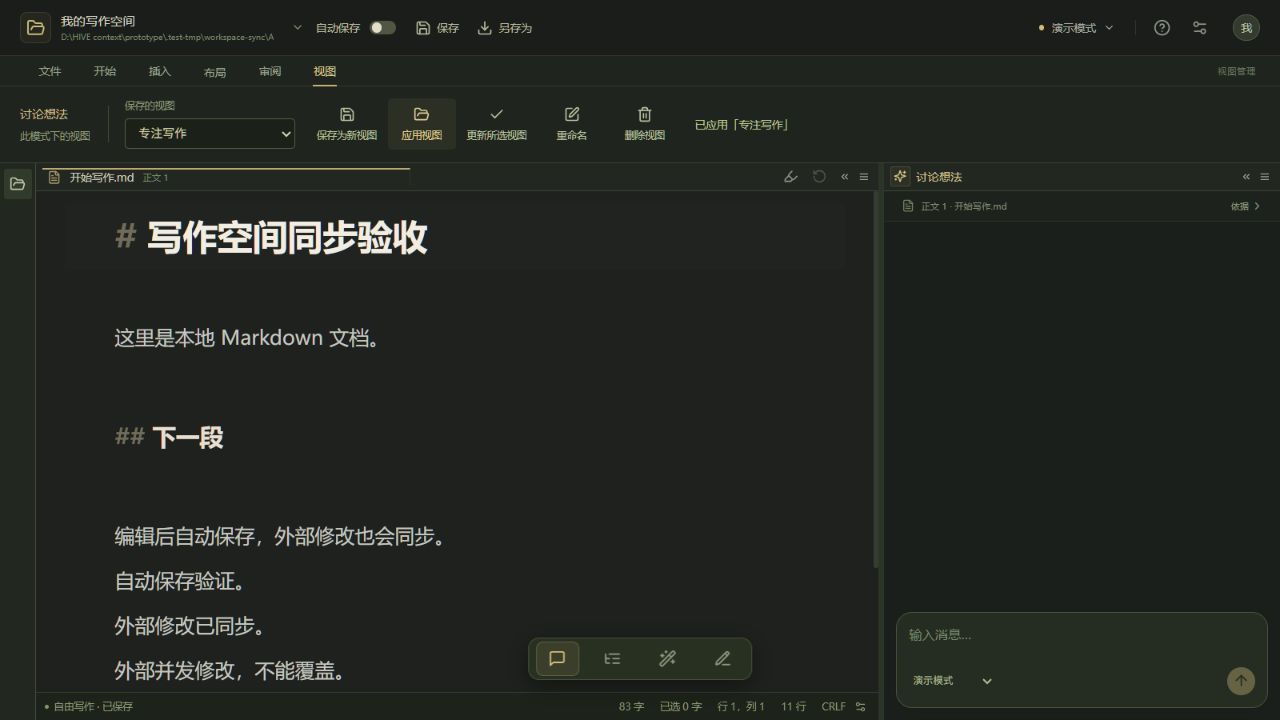 我的写作空间
D:\HIVE context\prototype\.test-tmp\workspace-sync\A
自动保存 保存 另存为
演示模式
我
文件 开始 插入 布局 审阅 视图
视图管理
讨论想法
此模式下的视图
保存的视图
专注写作
保存为新视图 应用视图 更新所选视图 重命名 删除视图
已应用「专注写作」
开始写作.md 正文 1
讨论想法
正文 1 · 开始写作.md
依据
# 写作空间同步验收
这里是本地 Markdown 文档。
## 下一段
编辑后自动保存，外部修改也会同步。
自动保存验证。
外部修改已同步。
外部并发修改，不能覆盖。
输入消息...
演示模式
自由写作 · 已保存
83 字 已选 0 字 行 1，列 1 11 行 CRLF